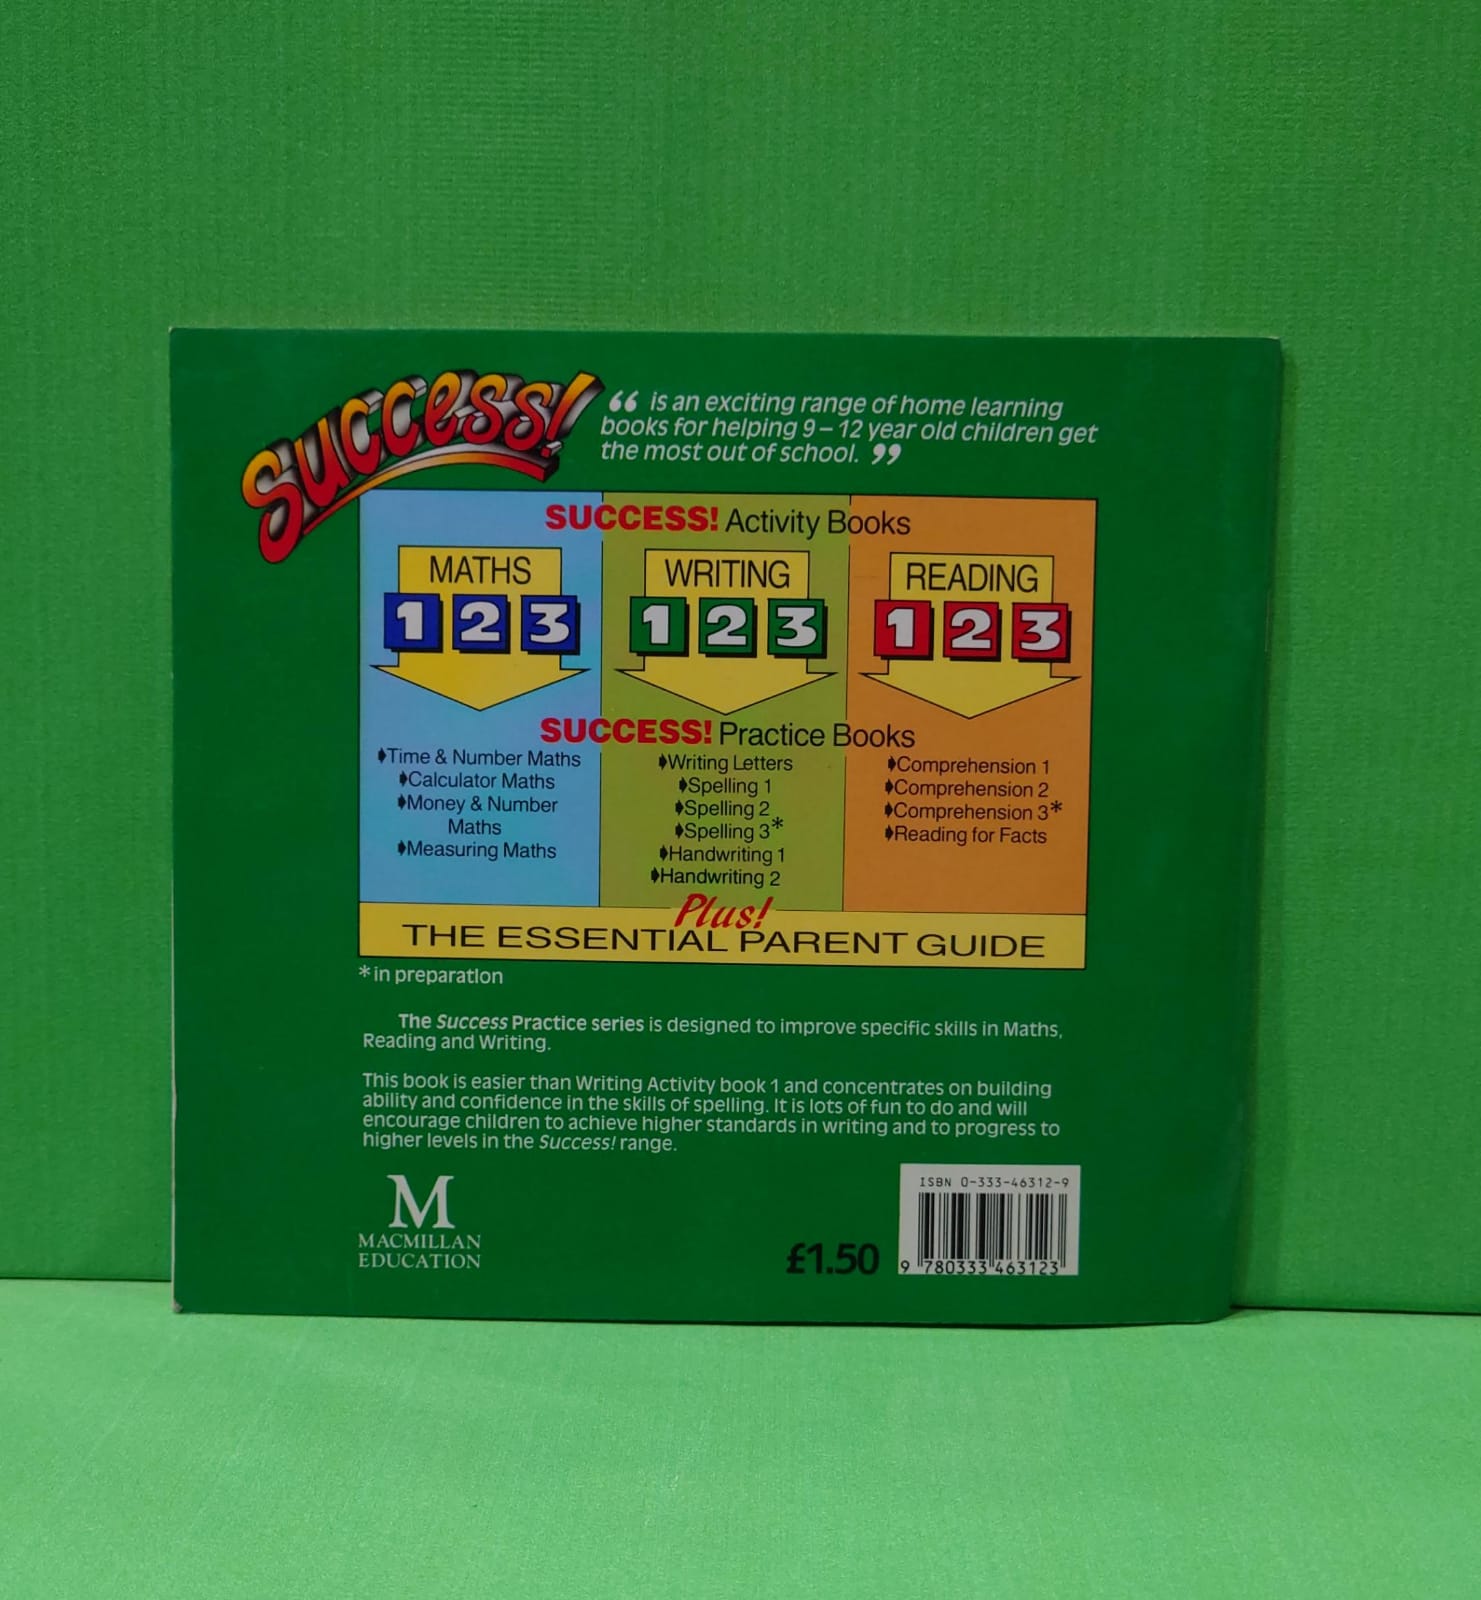 Success!
“ is an exciting range of home learning
books for helping 9 – 12 year old children get
the most out of school. ”
SUCCESS! Activity Books
MATHS
1 2 3
WRITING
1 2 3
READING
1 2 3
SUCCESS! Practice Books
Time & Number Maths
Calculator Maths
Money & Number
Maths
Measuring Maths
Writing Letters
Spelling 1
Spelling 2
Spelling 3*
Handwriting 1
Handwriting 2
Comprehension 1
Comprehension 2
Comprehension 3*
Reading for Facts
Plus!
THE ESSENTIAL PARENT GUIDE
*in preparation
The Success Practice series is designed to improve specific skills in Maths,
Reading and Writing.
This book is easier than Writing Activity book 1 and concentrates on building
ability and confidence in the skills of spelling. It is lots of fun to do and will
encourage children to achieve higher standards in writing and to progress to
higher levels in the Success! range.
M
MACMILLAN
EDUCATION
£1.50
ISBN 0-333-46312-9
9 780333 463123